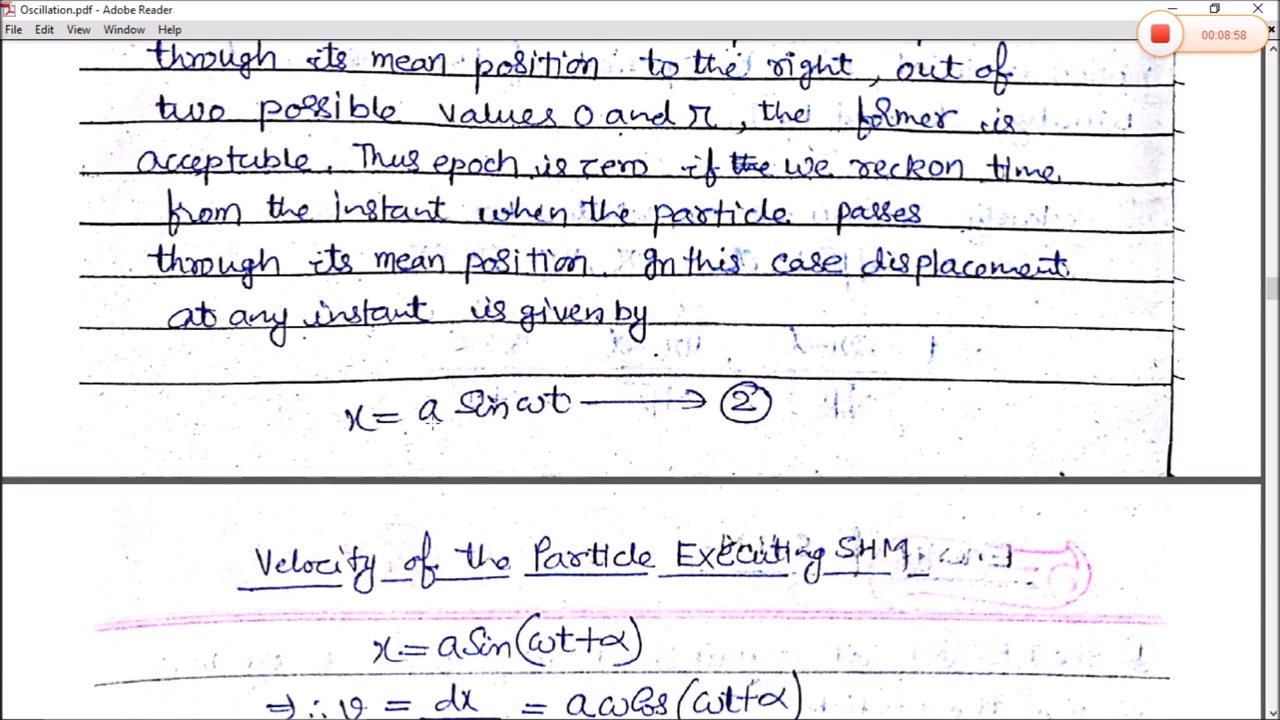 Oscillation.pdf - Adobe Reader
File Edit View Window Help
00:08:58
through its mean position to the right, out of
two possible values 0 and π, the former is
acceptable. Thus epoch is zero if we reckon time
from the instant when the particle passes
through its mean position. In this case displacement
at any instant is given by
x = a Sin ωt ⟶ ②
Velocity of the Particle Executing SHM
x = a Sin(ωt+α)
⇒ ∴ v = dx = aω Cos(ωt+α)